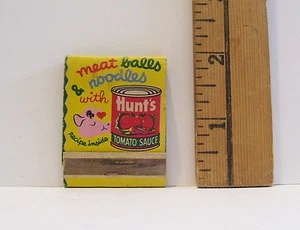 meat balls
& noodles
with
Hunt's
TOMATO SAUCE
recipe inside
1
2